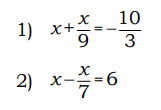 1) x+x/9=-10/3
2) x-x/7=6